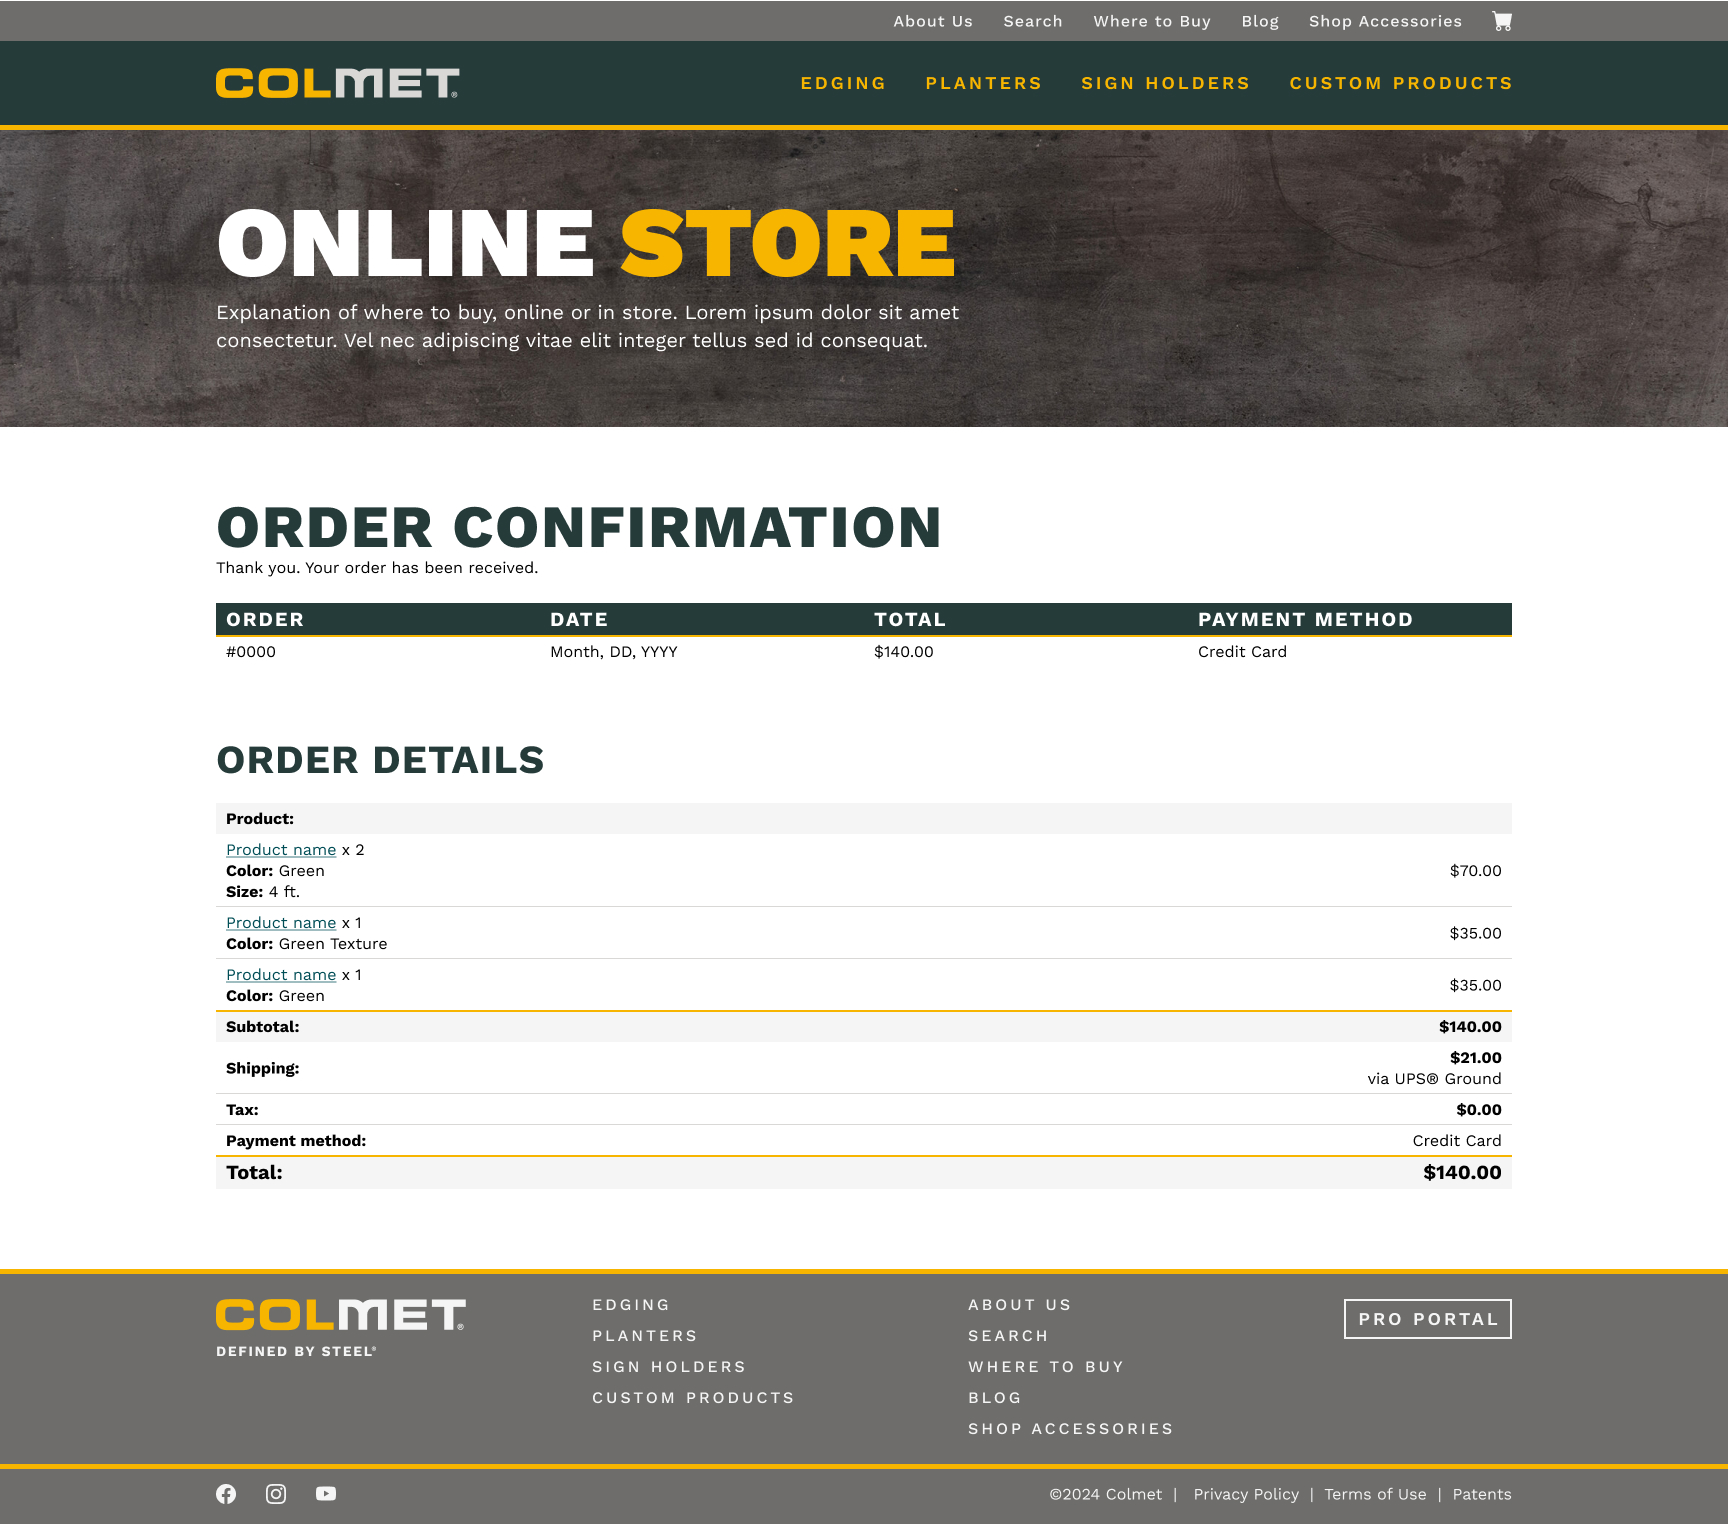 About Us Search Where to Buy Blog Shop Accessories
COLMET®
EDGING PLANTERS SIGN HOLDERS CUSTOM PRODUCTS
ONLINE STORE
Explanation of where to buy, online or in store. Lorem ipsum dolor sit amet
consectetur. Vel nec adipiscing vitae elit integer tellus sed id consequat.
ORDER CONFIRMATION
Thank you. Your order has been received.
ORDER DATE TOTAL PAYMENT METHOD
#0000 Month, DD, YYYY $140.00 Credit Card
ORDER DETAILS
Product:
Product name x 2
Color: Green
Size: 4 ft.
$70.00
Product name x 1
Color: Green Texture
$35.00
Product name x 1
Color: Green
$35.00
Subtotal: $140.00
Shipping: $21.00
via UPS® Ground
Tax: $0.00
Payment method: Credit Card
Total: $140.00
COLMET®
DEFINED BY STEEL®
EDGING
PLANTERS
SIGN HOLDERS
CUSTOM PRODUCTS
ABOUT US
SEARCH
WHERE TO BUY
BLOG
SHOP ACCESSORIES
PRO PORTAL
©2024 Colmet | Privacy Policy | Terms of Use | Patents